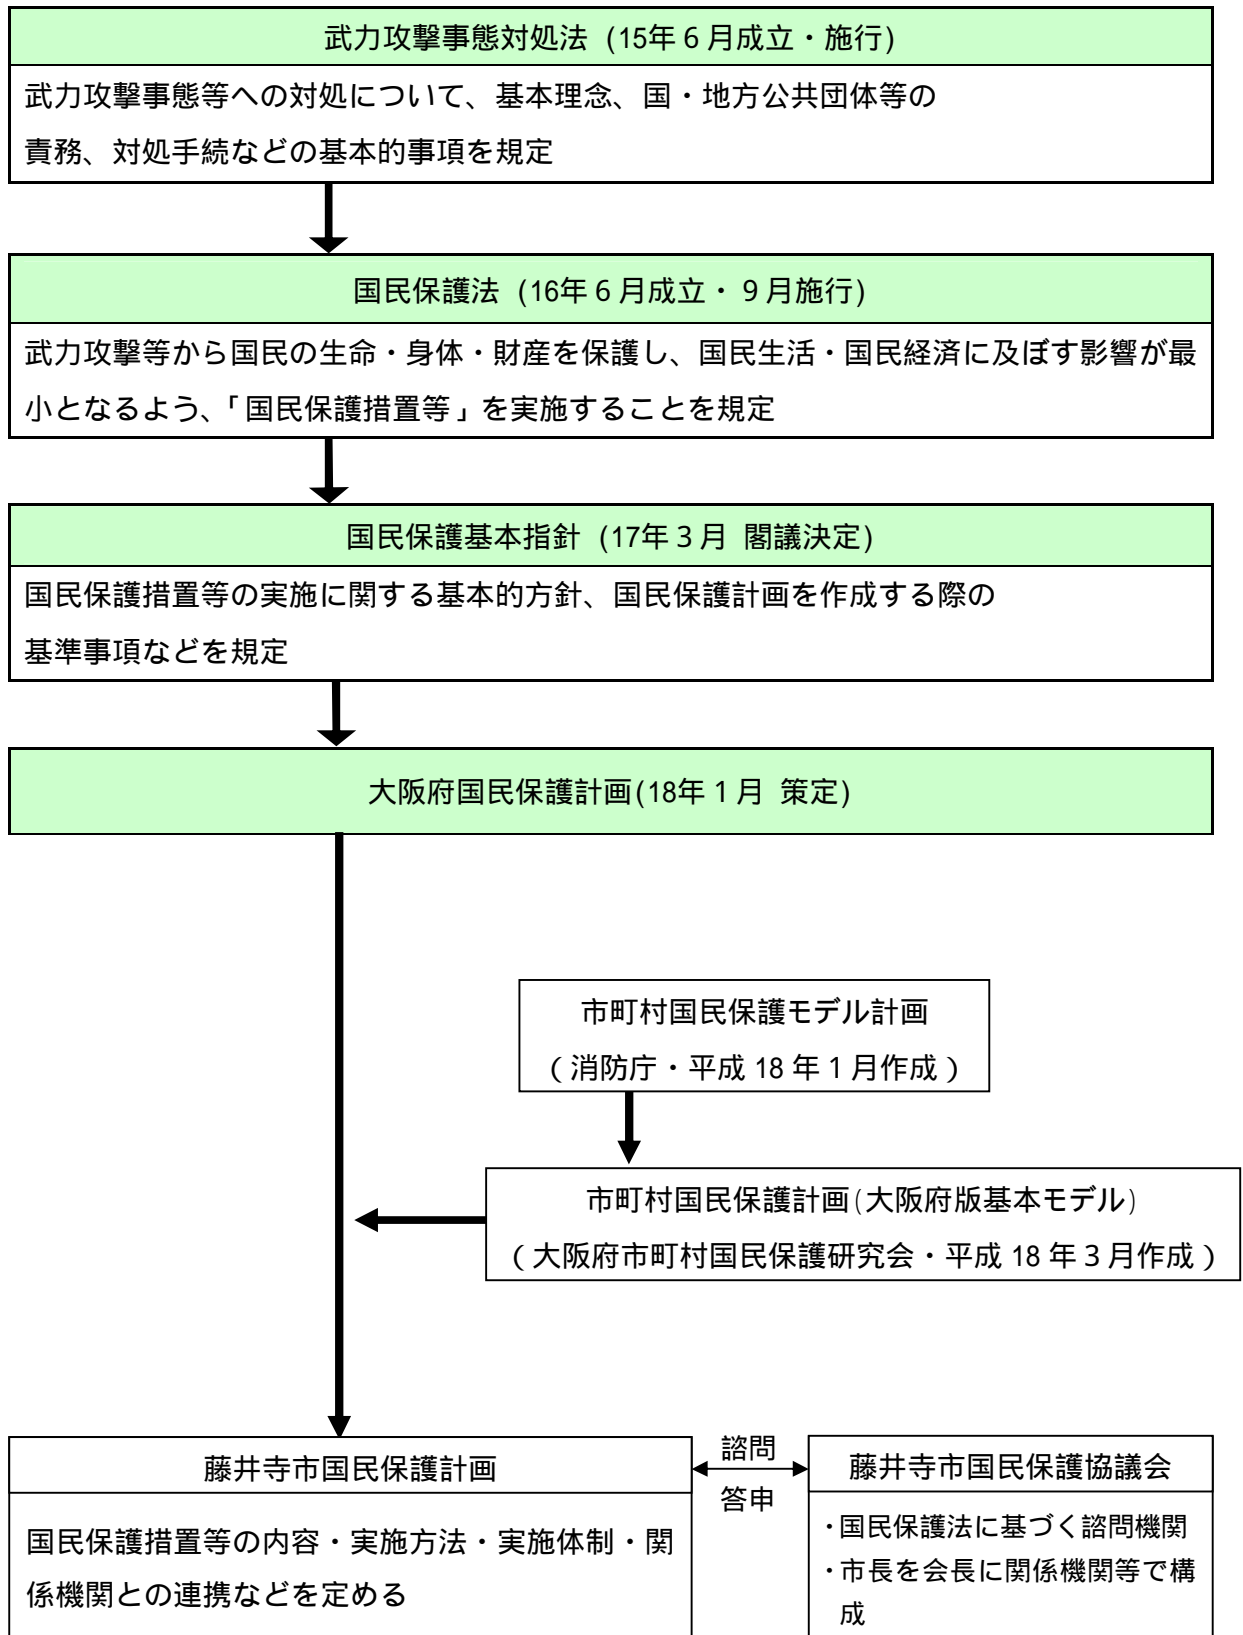 武力攻撃事態対処法 (15年６月成立・施行)
武力攻撃事態等への対処について、基本理念、国・地方公共団体等の
責務、対処手続などの基本的事項を規定
国民保護法 (16年６月成立・９月施行)
武力攻撃等から国民の生命・身体・財産を保護し、国民生活・国民経済に及ぼす影響が最
小となるよう、「国民保護措置等」を実施することを規定
国民保護基本指針 (17年３月 閣議決定)
国民保護措置等の実施に関する基本的方針、国民保護計画を作成する際の
基準事項などを規定
大阪府国民保護計画(18年１月 策定)
市町村国民保護モデル計画
（消防庁・平成 18 年１月作成）
市町村国民保護計画(大阪府版基本モデル)
（大阪府市町村国民保護研究会・平成 18 年３月作成）
藤井寺市国民保護計画
国民保護措置等の内容・実施方法・実施体制・関
係機関との連携などを定める
諮問
答申
藤井寺市国民保護協議会
・国民保護法に基づく諮問機関
・市長を会長に関係機関等で構
成